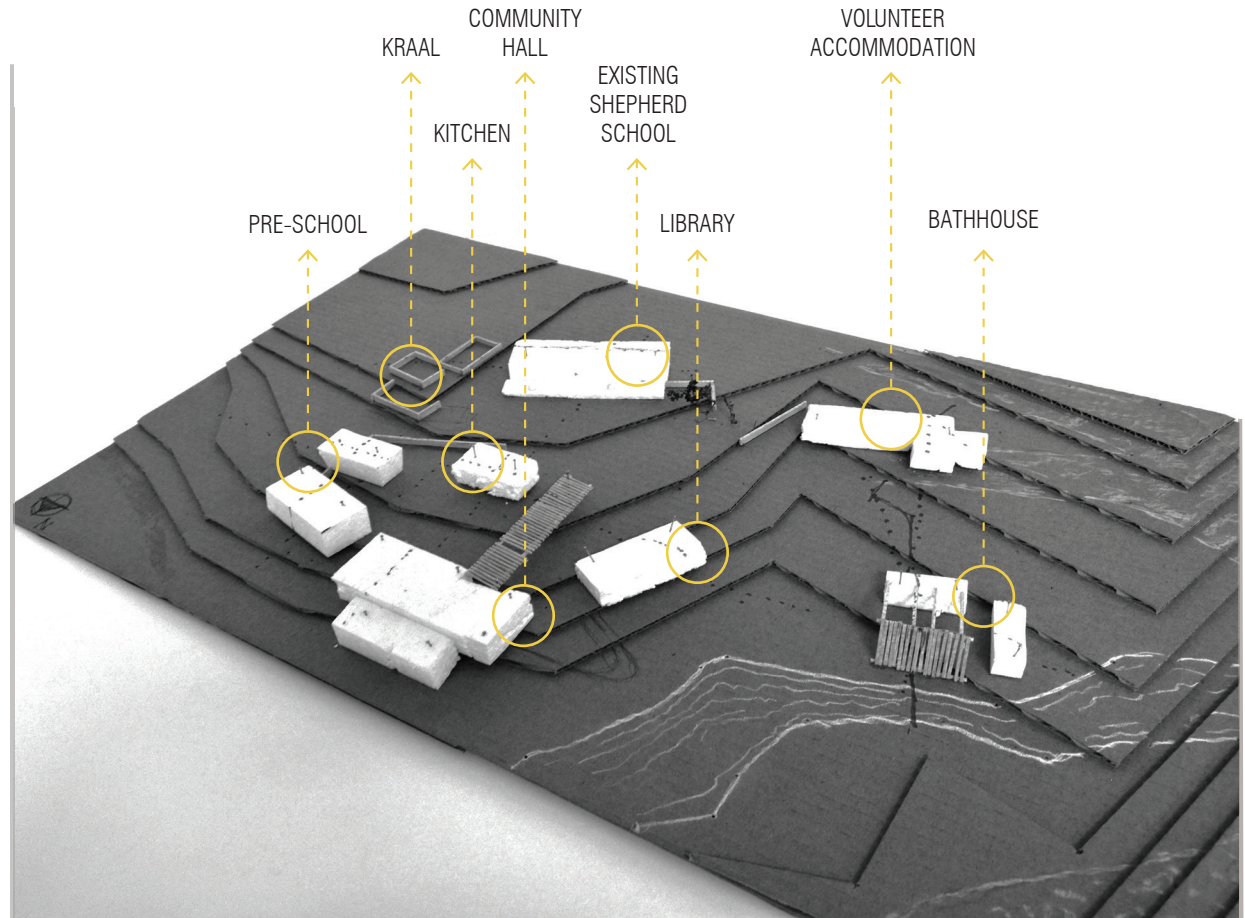 COMMUNITY
HALL
VOLUNTEER
ACCOMMODATION
KRAAL
EXISTING
SHEPHERD
SCHOOL
KITCHEN
PRE-SCHOOL
LIBRARY
BATHHOUSE
N